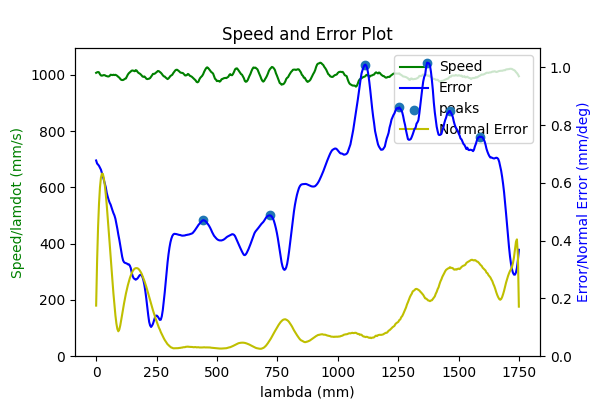 Speed and Error Plot
Speed
Error
peaks
Normal Error
Speed/lamdot (mm/s)
1000
800
600
400
200
0
1.0
0.8
0.6
0.4
0.2
0.0
Error/Normal Error (mm/deg)
0 250 500 750 1000 1250 1500 1750
lambda (mm)